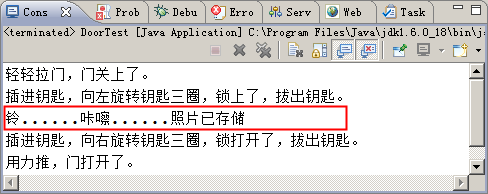 Cons
Prob
Debu
Erro
Serv
Web
Task
<terminated> DoorTest [Java Application] C:\Program Files\Java\jdk1.6.0_18\bin\j
轻轻拉门，门关上了。
插进钥匙，向左旋转钥匙三圈，锁上了，拔出钥匙。
铃......咔嚓......照片已存储
插进钥匙，向右旋转钥匙三圈，锁打开了，拔出钥匙。
用力推，门打开了。